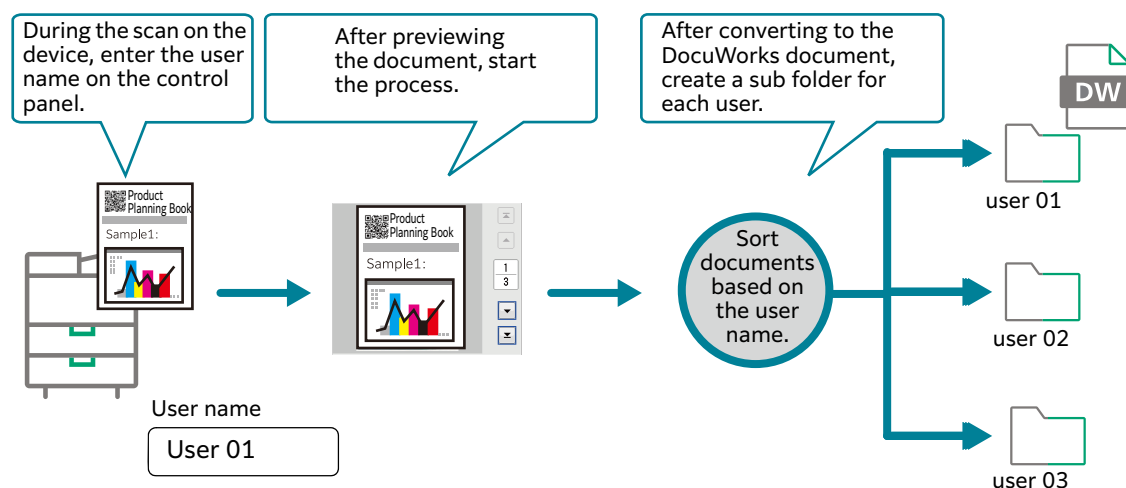 During the scan on the
device, enter the user
name on the control
panel.
After previewing
the document, start
the process.
After converting to the
DocuWorks document,
create a sub folder for
each user.
DW
Product
Planning Book
Sample1:
Product
Planning Book
Sample1:
1
3
Sort
documents
based on
the user
name.
user 01
user 02
user 03
User name
User 01